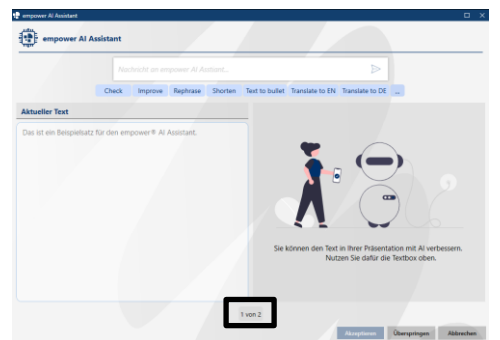 empower AI Assistant
empower AI Assistant
Nachricht an empower AI Assistant...
Check Improve Rephrase Shorten Text to bullet Translate to EN Translate to DE ...
Aktueller Text
Das ist ein Beispielsatz für den empower® AI Assistant.
Sie können den Text in Ihrer Präsentation mit AI verbessern.
Nutzen Sie dafür die Textbox oben.
1 von 2
Akzeptieren Überspringen Abbrechen